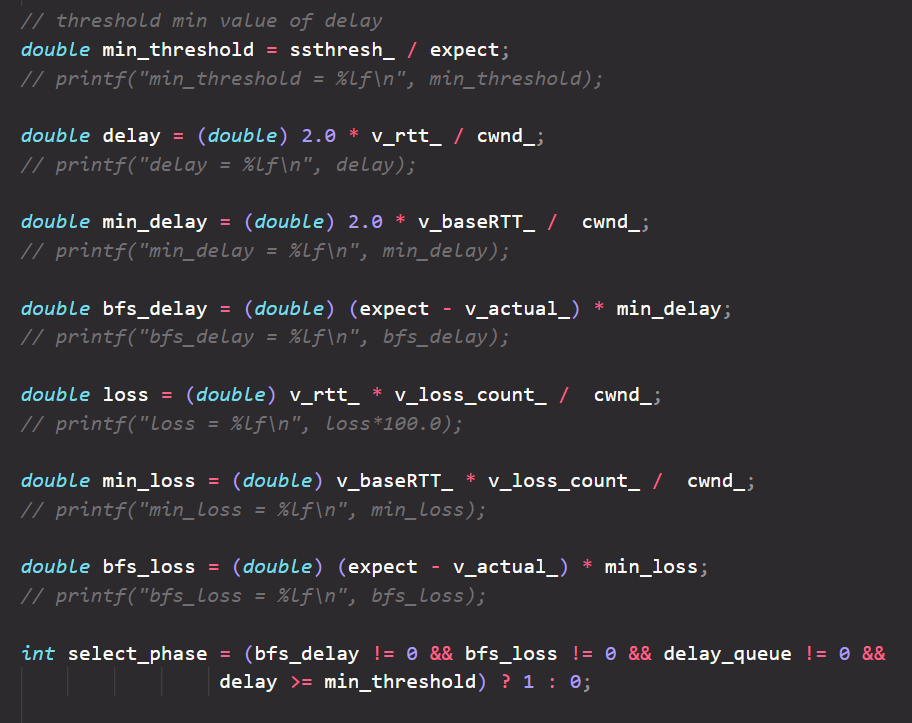 // threshold min value of delay
double min_threshold = ssthresh_ / expect;
// printf("min_threshold = %lf\n", min_threshold);
double delay = (double) 2.0 * v_rtt_ / cwnd_;
// printf("delay = %lf\n", delay);
double min_delay = (double) 2.0 * v_baseRTT_ /  cwnd_;
// printf("min_delay = %lf\n", min_delay);
double bfs_delay = (double) (expect - v_actual_) * min_delay;
// printf("bfs_delay = %lf\n", bfs_delay);
double loss = (double) v_rtt_ * v_loss_count_ /  cwnd_;
// printf("loss = %lf\n", loss*100.0);
double min_loss = (double) v_baseRTT_ * v_loss_count_ /  cwnd_;
// printf("min_loss = %lf\n", min_loss);
double bfs_loss = (double) (expect - v_actual_) * min_loss;
// printf("bfs_loss = %lf\n", bfs_loss);
int select_phase = (bfs_delay != 0 && bfs_loss != 0 && delay_queue != 0 &&
delay >= min_threshold) ? 1 : 0;